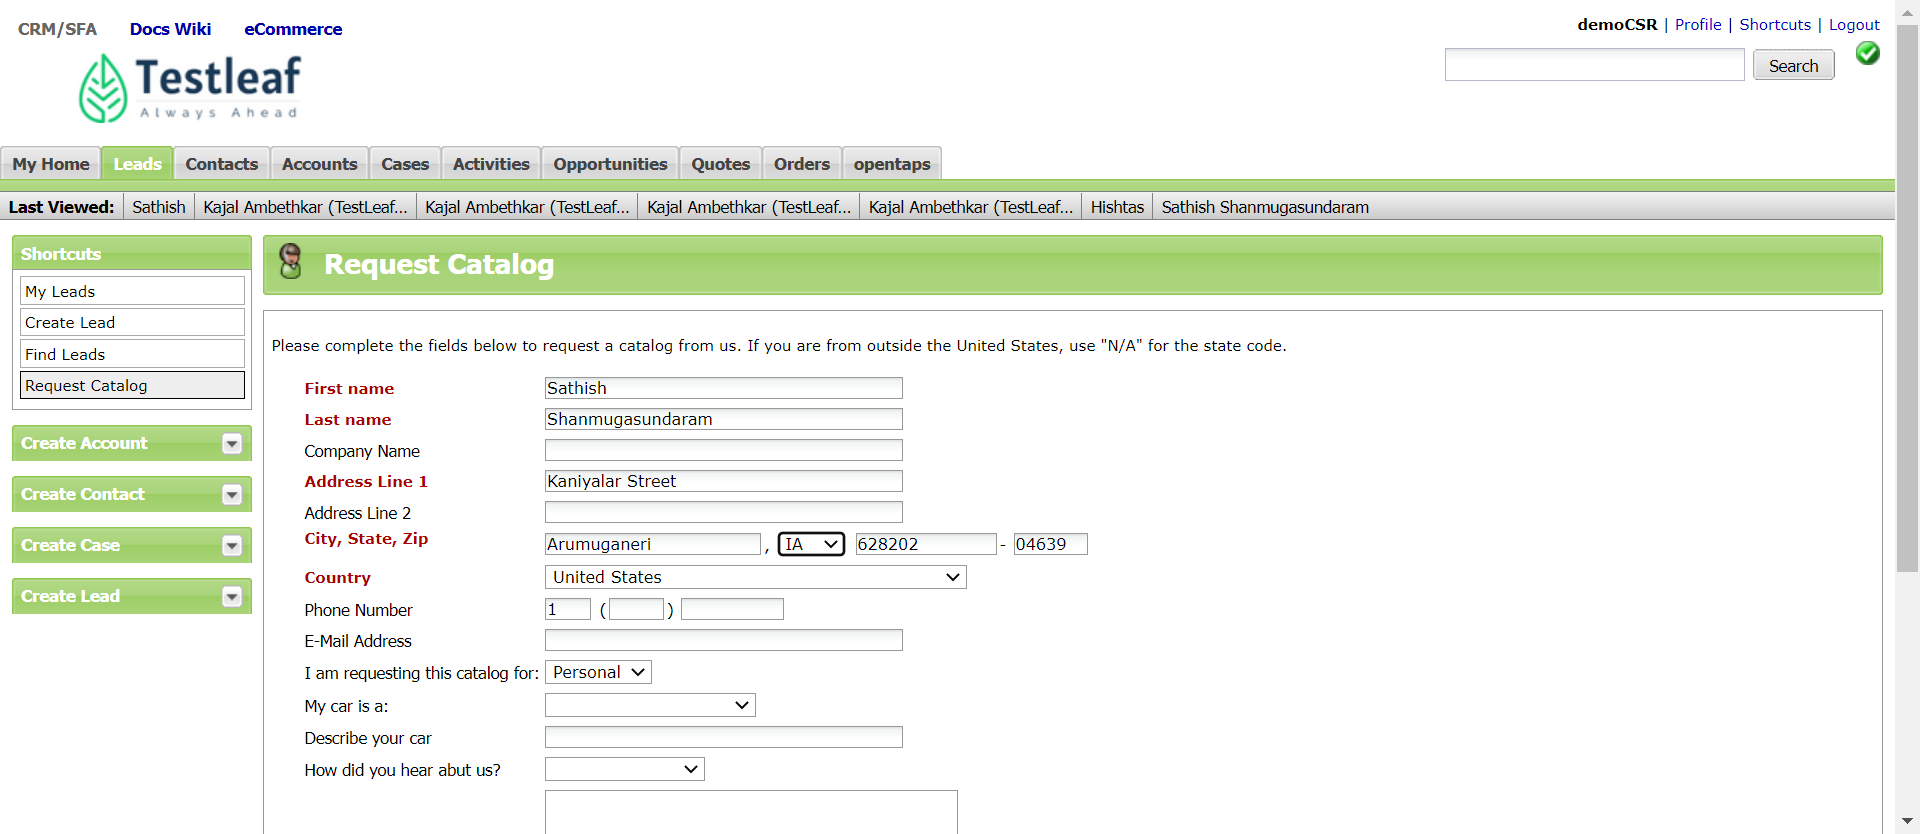 CRM/SFA Docs Wiki eCommerce
demoCSR | Profile | Shortcuts | Logout
Testleaf
Always Ahead
Search
My Home Leads Contacts Accounts Cases Activities Opportunities Quotes Orders opentaps
Last Viewed: Sathish Kajal Ambethkar (TestLeaf... Kajal Ambethkar (TestLeaf... Kajal Ambethkar (TestLeaf... Kajal Ambethkar (TestLeaf... Hishtas Sathish Shanmugasundaram
Shortcuts
My Leads
Create Lead
Find Leads
Request Catalog
Create Account
Create Contact
Create Case
Create Lead
Request Catalog
Please complete the fields below to request a catalog from us. If you are from outside the United States, use "N/A" for the state code.
First name Sathish
Last name Shanmugasundaram
Company Name
Address Line 1 Kaniyalar Street
Address Line 2
City, State, Zip Arumuganeri , IA 628202 - 04639
Country United States
Phone Number 1 ( )
E-Mail Address
I am requesting this catalog for: Personal
My car is a:
Describe your car
How did you hear abut us?